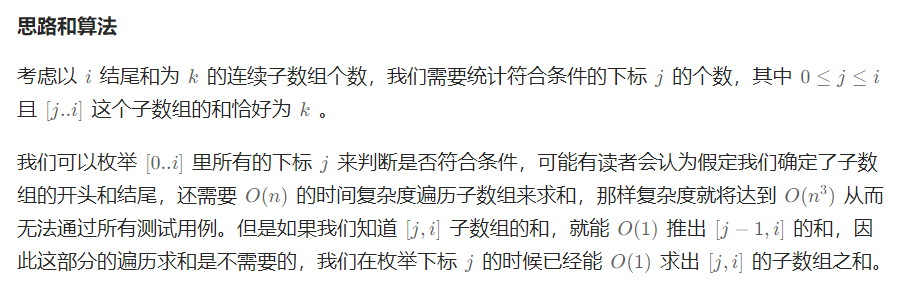 思路和算法
考虑以 i 结尾和为 k 的连续子数组个数，我们需要统计符合条件的下标 j 的个数，其中 0 ≤ j ≤ i
且 [j..i] 这个子数组的和恰好为 k 。
我们可以枚举 [0..i] 里所有的下标 j 来判断是否符合条件，可能有读者会认为假定我们确定了子数
组的开头和结尾，还需要 O(n) 的时间复杂度遍历子数组来求和，那样复杂度就将达到 O(n³) 从而
无法通过所有测试用例。但是如果我们知道 [j, i] 子数组的和，就能 O(1) 推出 [j − 1, i] 的和，因
此这部分的遍历求和是不需要的，我们在枚举下标 j 的时候已经能 O(1) 求出 [j, i] 的子数组之和。